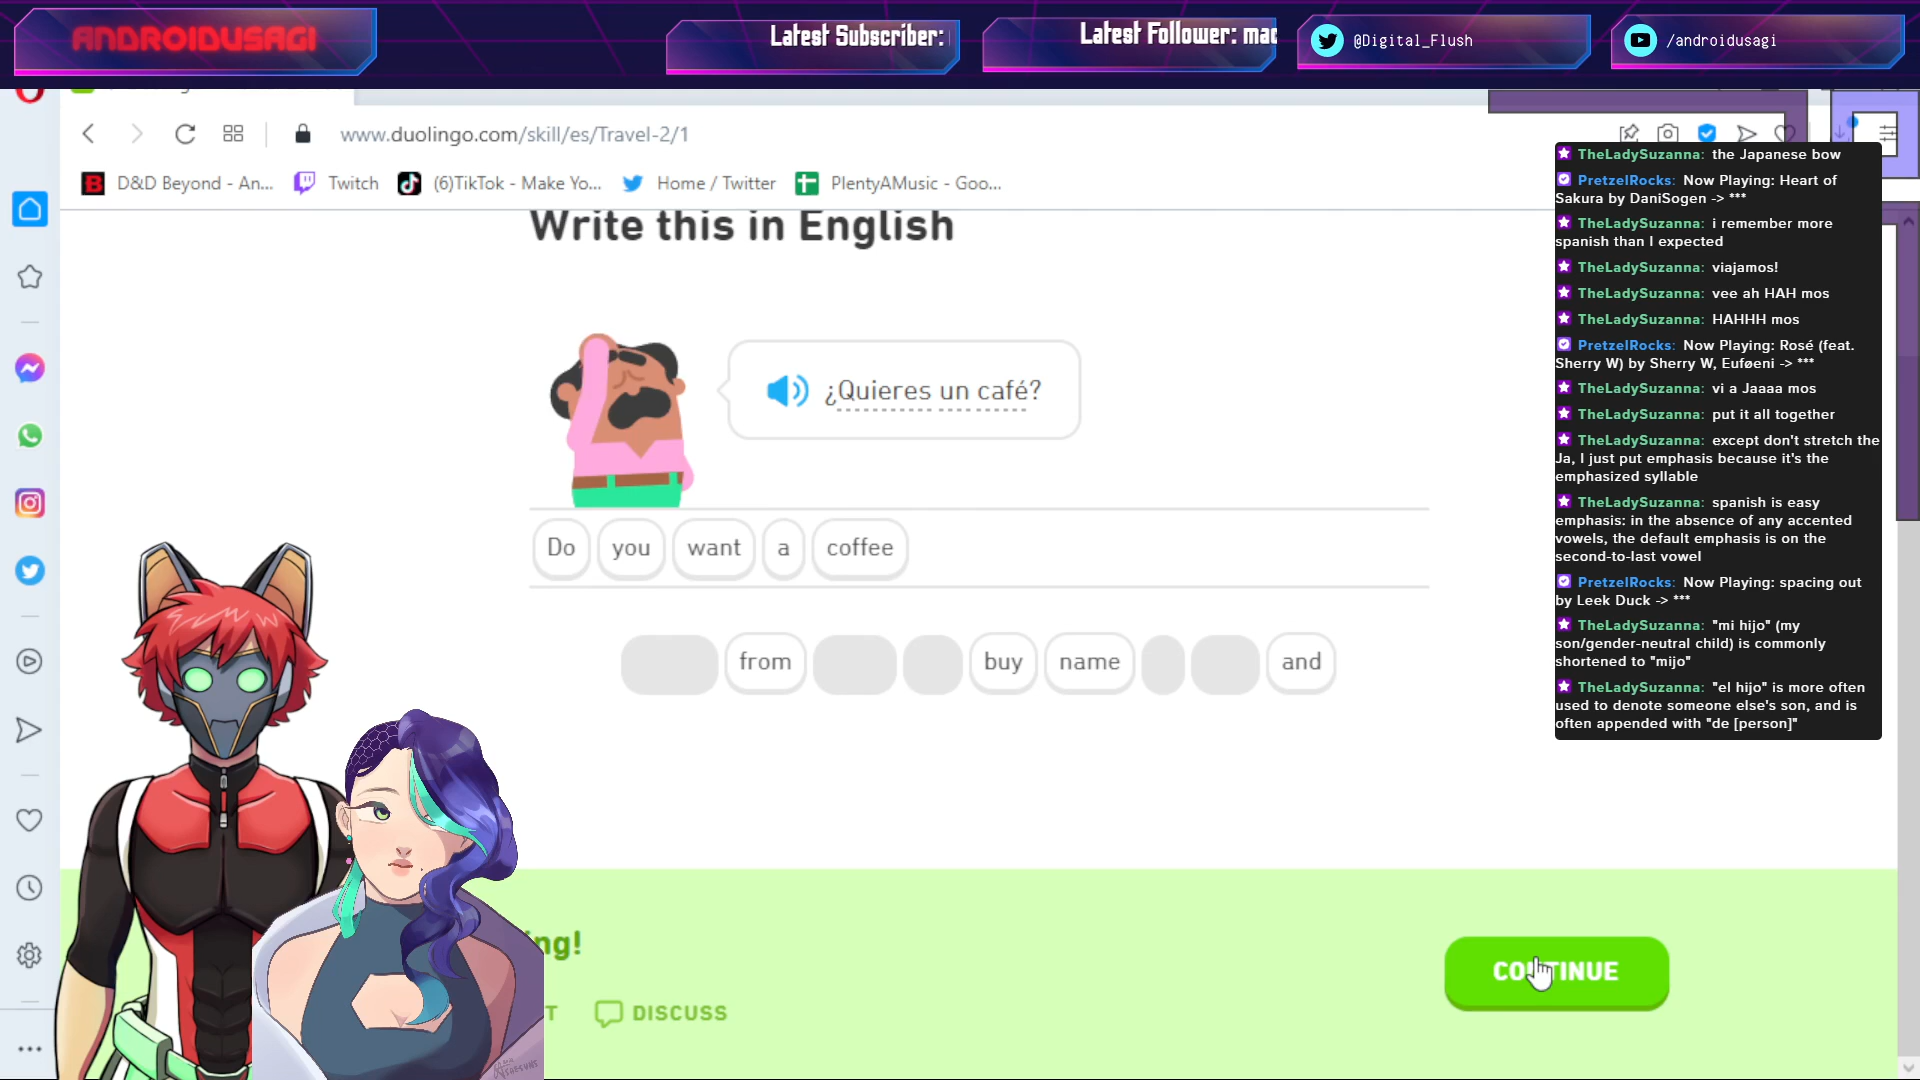 ANDROIDUSAGI
Latest Subscriber:
Latest Follower: mac
@Digital_Flush
/androidusagi
www.duolingo.com/skill/es/Travel-2/1
D&D Beyond - An...
Twitch
(6)TikTok - Make Yo...
Home / Twitter
PlentyAMusic - Goo...
Write this in English
¿Quieres un café?
Do you want a coffee
from buy name and
ng!
T
DISCUSS
CONTINUE
TheLadySuzanna: the Japanese bow
PretzelRocks: Now Playing: Heart of
Sakura by DaniSogen -> ***
TheLadySuzanna: i remember more
spanish than I expected
TheLadySuzanna: viajamos!
TheLadySuzanna: vee ah HAH mos
TheLadySuzanna: HAHHH mos
PretzelRocks: Now Playing: Rosé (feat.
Sherry W) by Sherry W, Euføeni -> ***
TheLadySuzanna: vi a Jaaaa mos
TheLadySuzanna: put it all together
TheLadySuzanna: except don't stretch the
Ja, I just put emphasis because it's the
emphasized syllable
TheLadySuzanna: spanish is easy
emphasis: in the absence of any accented
vowels, the default emphasis is on the
second-to-last vowel
PretzelRocks: Now Playing: spacing out
by Leek Duck -> ***
TheLadySuzanna: "mi hijo" (my
son/gender-neutral child) is commonly
shortened to "mijo"
TheLadySuzanna: "el hijo" is more often
used to denote someone else's son, and is
often appended with "de [person]"